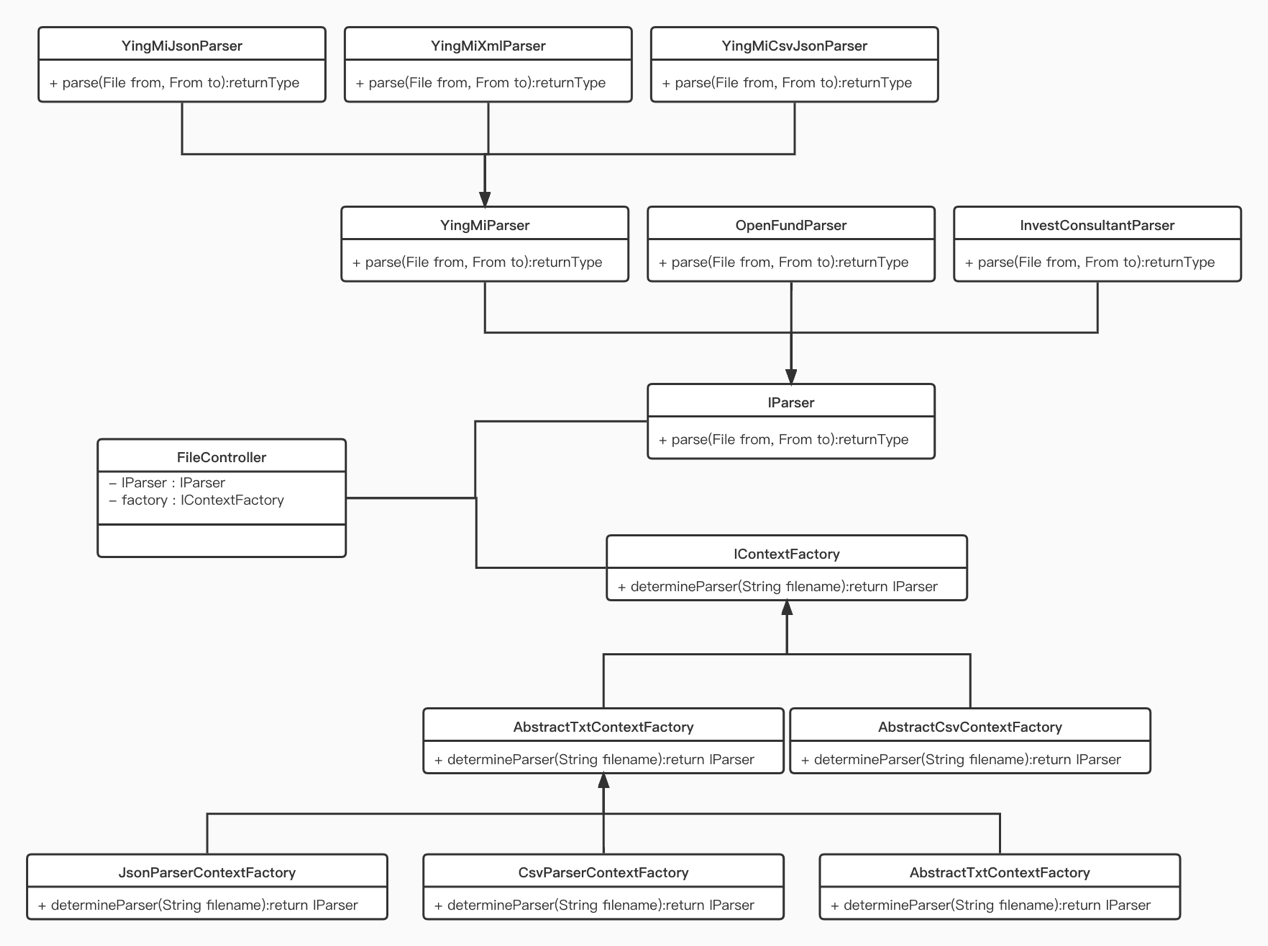 YingMiJsonParser
+ parse(File from, From to):returnType
YingMiXmlParser
+ parse(File from, From to):returnType
YingMiCsvJsonParser
+ parse(File from, From to):returnType
YingMiParser
+ parse(File from, From to):returnType
OpenFundParser
+ parse(File from, From to):returnType
InvestConsultantParser
+ parse(File from, From to):returnType
IParser
+ parse(File from, From to):returnType
FileController
– IParser : IParser
– factory : IContextFactory
IContextFactory
+ determineParser(String filename):return IParser
AbstractTxtContextFactory
+ determineParser(String filename):return IParser
AbstractCsvContextFactory
+ determineParser(String filename):return IParser
JsonParserContextFactory
+ determineParser(String filename):return IParser
CsvParserContextFactory
+ determineParser(String filename):return IParser
AbstractTxtContextFactory
+ determineParser(String filename):return IParser